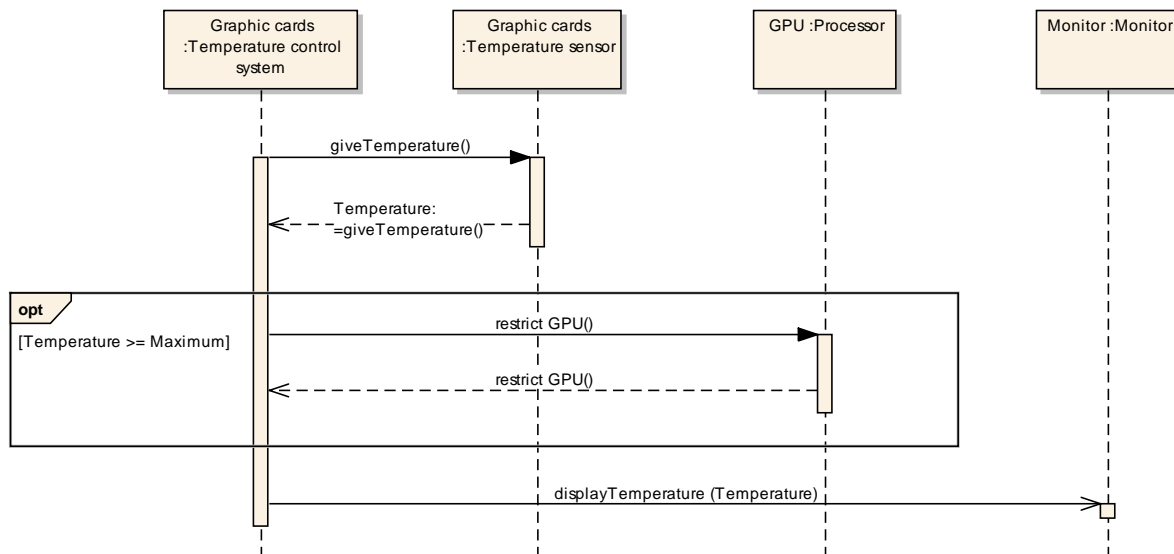 Graphic cards
:Temperature control
system
Graphic cards
:Temperature sensor
GPU :Processor
Monitor :Monitor
giveTemperature()
Temperature:
=giveTemperature()
opt
[Temperature >= Maximum]
restrict GPU()
restrict GPU()
displayTemperature (Temperature)